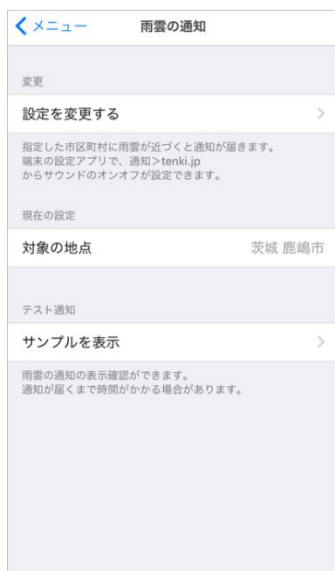 メニュー
雨雲の通知
変更
設定を変更する
指定した市区町村に雨雲が近づくと通知が届きます。
端末の設定アプリで、通知>tenki.jp
からサウンドのオンオフが設定できます。
現在の設定
対象の地点 茨城 鹿嶋市
テスト通知
サンプルを表示
雨雲の通知の表示確認ができます。
通知が届くまで時間がかかる場合があります。